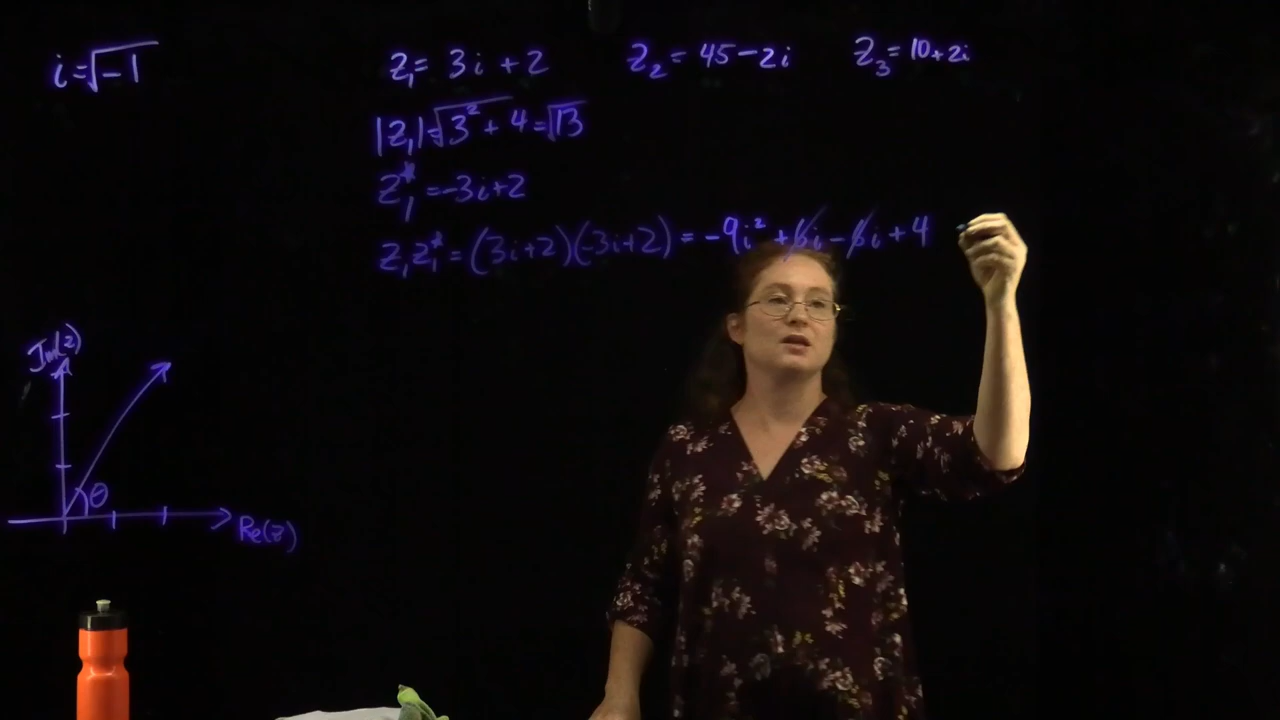 i=√-1
z₁= 3i+2 z₂= 45-2i z₃= 10+2i
|z₁|=√3²+4=√13
z₁*=-3i+2
z₁z₁*=(3i+2)(-3i+2)= -9i²+6i-6i+4
Im(z)
θ
Re(z)